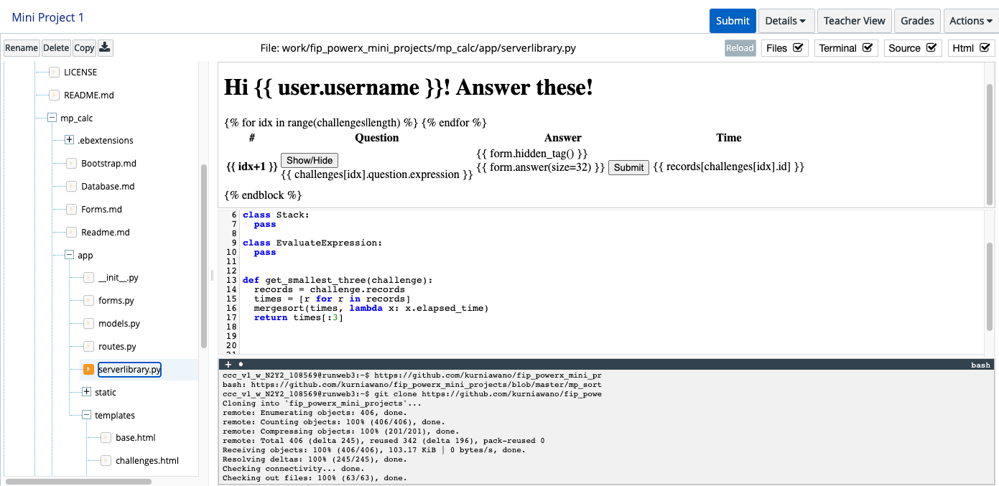 Mini Project 1
Submit Details Teacher View Grades Actions
Rename Delete Copy
File: work/fip_powerx_mini_projects/mp_calc/app/serverlibrary.py
Reload Files Terminal Source Html
LICENSE
README.md
mp_calc
.ebextensions
Bootstrap.md
Database.md
Forms.md
Readme.md
app
__init__.py
forms.py
models.py
routes.py
serverlibrary.py
static
templates
base.html
challenges.html
Hi {{ user.username }}! Answer these!
{% for idx in range(challenges|length) %} {% endfor %}
# Question Answer Time
{{ idx+1 }}
Show/Hide
{{ challenges[idx].question.expression }}
{{ form.hidden_tag() }}
{{ form.answer(size=32) }} Submit
{{ records[challenges[idx].id] }}
{% endblock %}
6 class Stack:
7 pass
8
9 class EvaluateExpression:
10 pass
11
12
13 def get_smallest_three(challenge):
14 records = challenge.records
15 times = [r for r in records]
16 mergesort(times, lambda x: x.elapsed_time)
17 return times[:3]
18
19
20
21
+ bash
ccc_v1_w_N2Y2_108569@runweb3:~$ https://github.com/kurniawano/fip_powerx_mini_pr
bash: https://github.com/kurniawano/fip_powerx_mini_projects/blob/master/mp_sort
ccc_v1_w_N2Y2_108569@runweb3:~$ git clone https://github.com/kurniawano/fip_powe
Cloning into 'fip_powerx_mini_projects'...
remote: Enumerating objects: 406, done.
remote: Counting objects: 100% (406/406), done.
remote: Compressing objects: 100% (201/201), done.
remote: Total 406 (delta 245), reused 342 (delta 196), pack-reused 0
Receiving objects: 100% (406/406), 103.17 KiB | 0 bytes/s, done.
Resolving deltas: 100% (245/245), done.
Checking connectivity... done.
Checking out files: 100% (63/63), done.